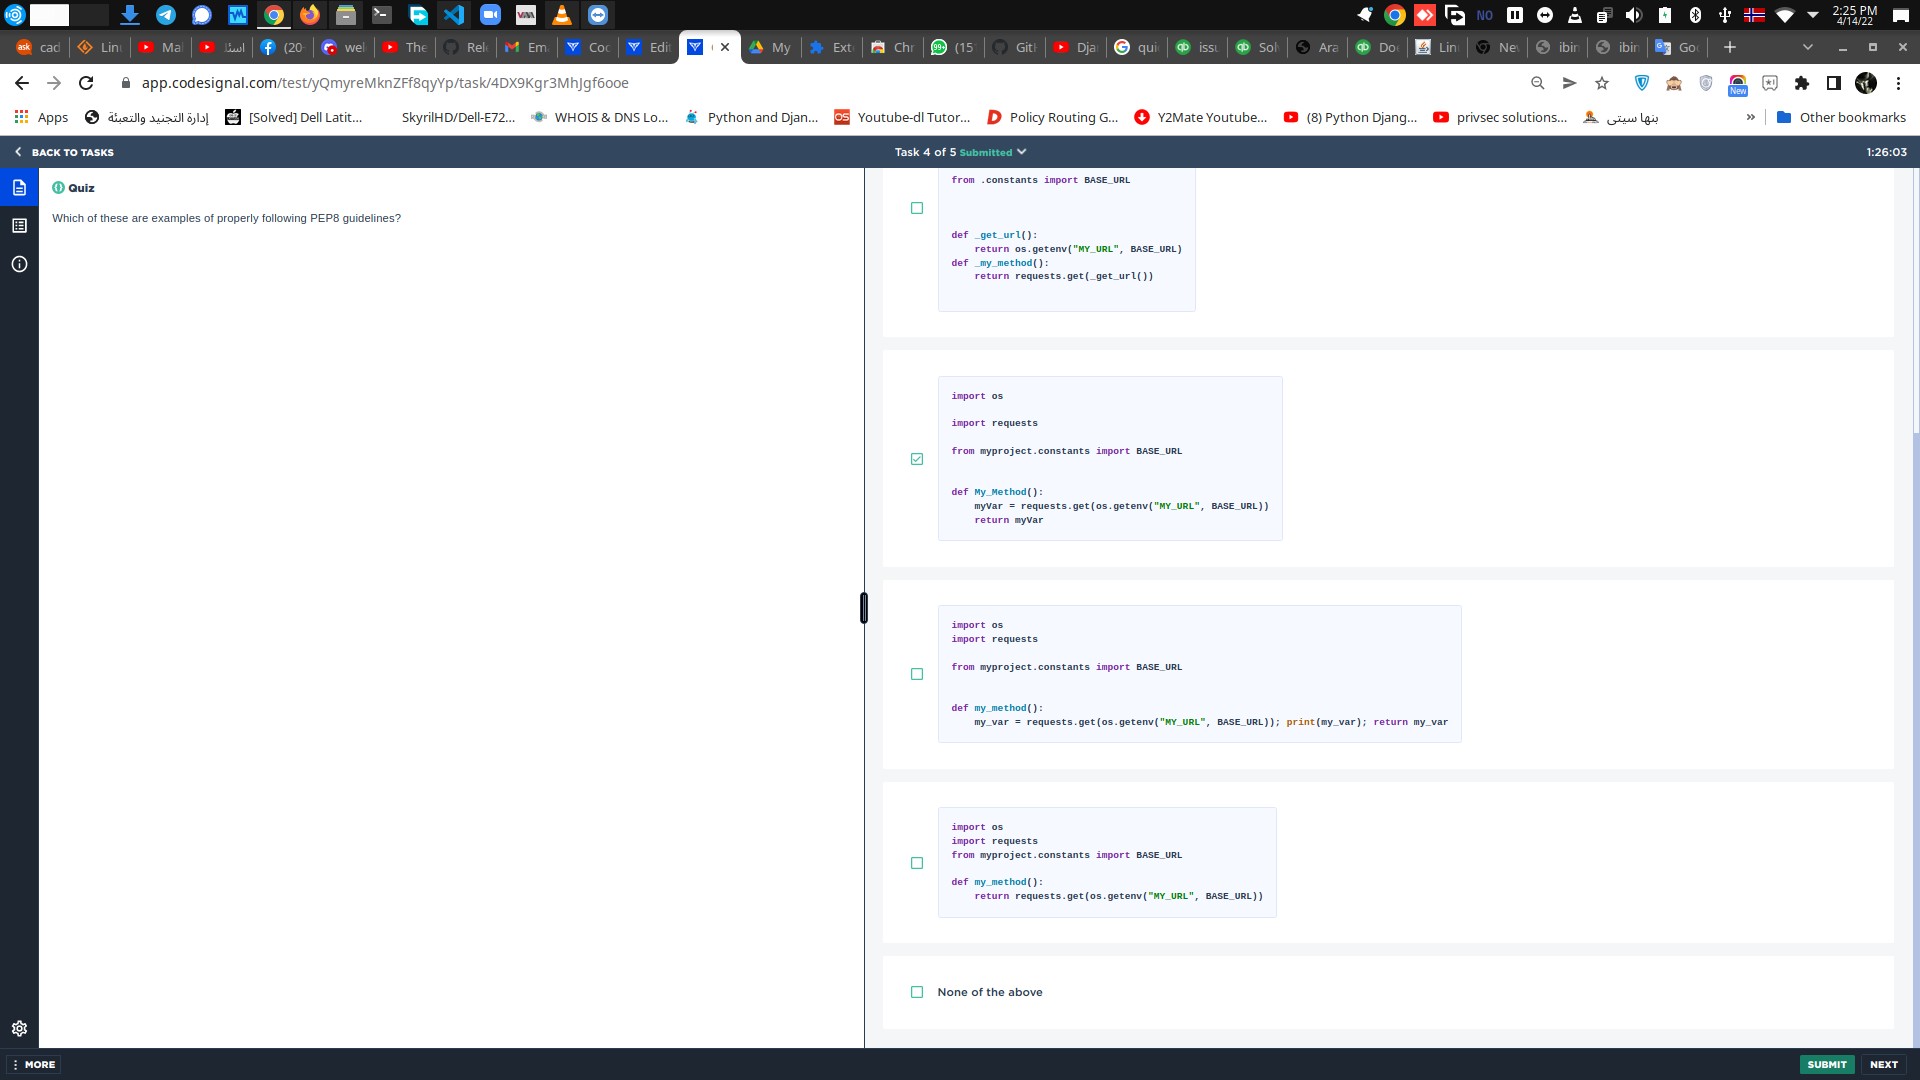 NO
2:25 PM
4/14/22
cad
Lin
Ma
اسئا
(20
wel
The
Rel
Em
Coc
Edit
My
Ext
Chr
(15
Git
Dja
qui
issu
Sol
Ara
Do
Lin
Ne
ibin
ibin
Go
app.codesignal.com/test/yQmyreMknZFf8qyYp/task/4DX9Kgr3MhJgf6ooe
New
Apps
إدارة التجنيد والتعبئة
[Solved] Dell Latit...
SkyrilHD/Dell-E72...
WHOIS & DNS Lo...
Python and Djan...
Youtube-dl Tutor...
Policy Routing G...
Y2Mate Youtube...
(8) Python Djang...
privsec solutions...
بنها سيتى
»
Other bookmarks
BACK TO TASKS
Task 4 of 5 Submitted
1:26:03
Quiz
Which of these are examples of properly following PEP8 guidelines?
from .constants import BASE_URL
def _get_url():
return os.getenv("MY_URL", BASE_URL)
def _my_method():
return requests.get(_get_url())
import os
import requests
from myproject.constants import BASE_URL
def My_Method():
myVar = requests.get(os.getenv("MY_URL", BASE_URL))
return myVar
import os
import requests
from myproject.constants import BASE_URL
def my_method():
my_var = requests.get(os.getenv("MY_URL", BASE_URL)); print(my_var); return my_var
import os
import requests
from myproject.constants import BASE_URL
def my_method():
return requests.get(os.getenv("MY_URL", BASE_URL))
None of the above
MORE
SUBMIT
NEXT